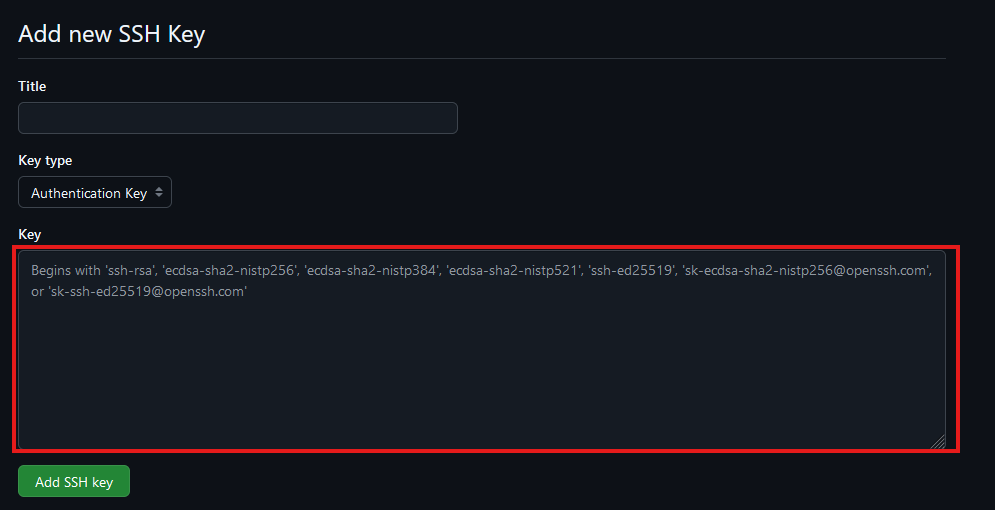 Add new SSH Key
Title
Key type
Authentication Key
Key
Begins with 'ssh-rsa', 'ecdsa-sha2-nistp256', 'ecdsa-sha2-nistp384', 'ecdsa-sha2-nistp521', 'ssh-ed25519', 'sk-ecdsa-sha2-nistp256@openssh.com',
or 'sk-ssh-ed25519@openssh.com'
Add SSH key